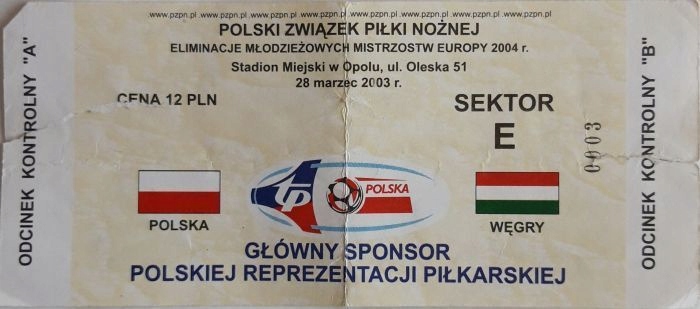 www.pzpn.pl www.pzpn.pl www.pzpn.pl www.pzpn.pl www.pzpn.pl www.pzpn.pl www.pzpn.pl
POLSKI ZWIĄZEK PIŁKI NOŻNEJ
ELIMINACJE MŁODZIEŻOWYCH MISTRZOSTW EUROPY 2004 r.
Stadion Miejski w Opolu, ul. Oleska 51
28 marzec 2003 r.
ODCINEK KONTROLNY "A"
CENA 12 PLN
SEKTOR
E
0003
ODCINEK KONTROLNY "B"
tp
POLSKA
POLSKA
WĘGRY
GŁÓWNY SPONSOR
POLSKIEJ REPREZENTACJI PIŁKARSKIEJ